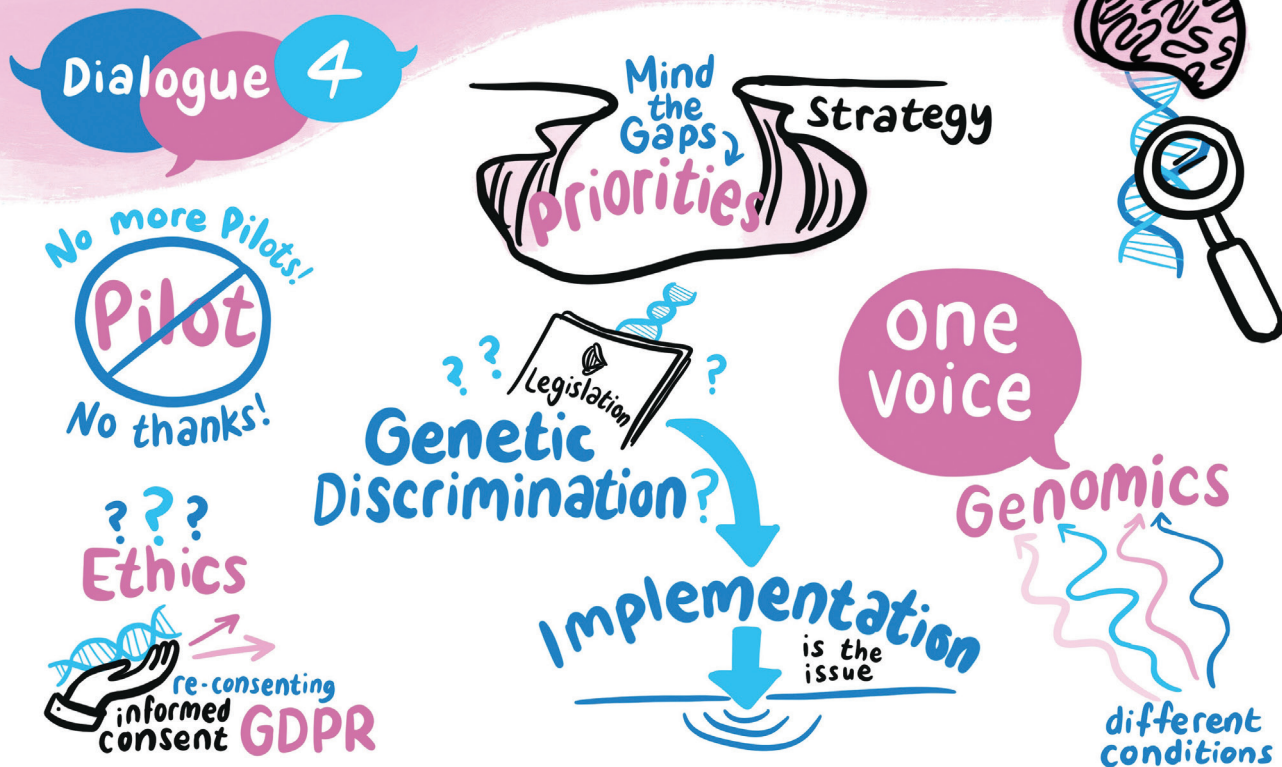 Dialogue 4
Mind
the
Gaps
Priorities
Strategy
No more Pilots!
Pilot
No thanks!
? ? ?
Legislation
Genetic
Discrimination?
one
voice
Genomics
different
conditions
? ? ?
Ethics
re-consenting
informed
consent
GDPR
Implementation
is the
issue